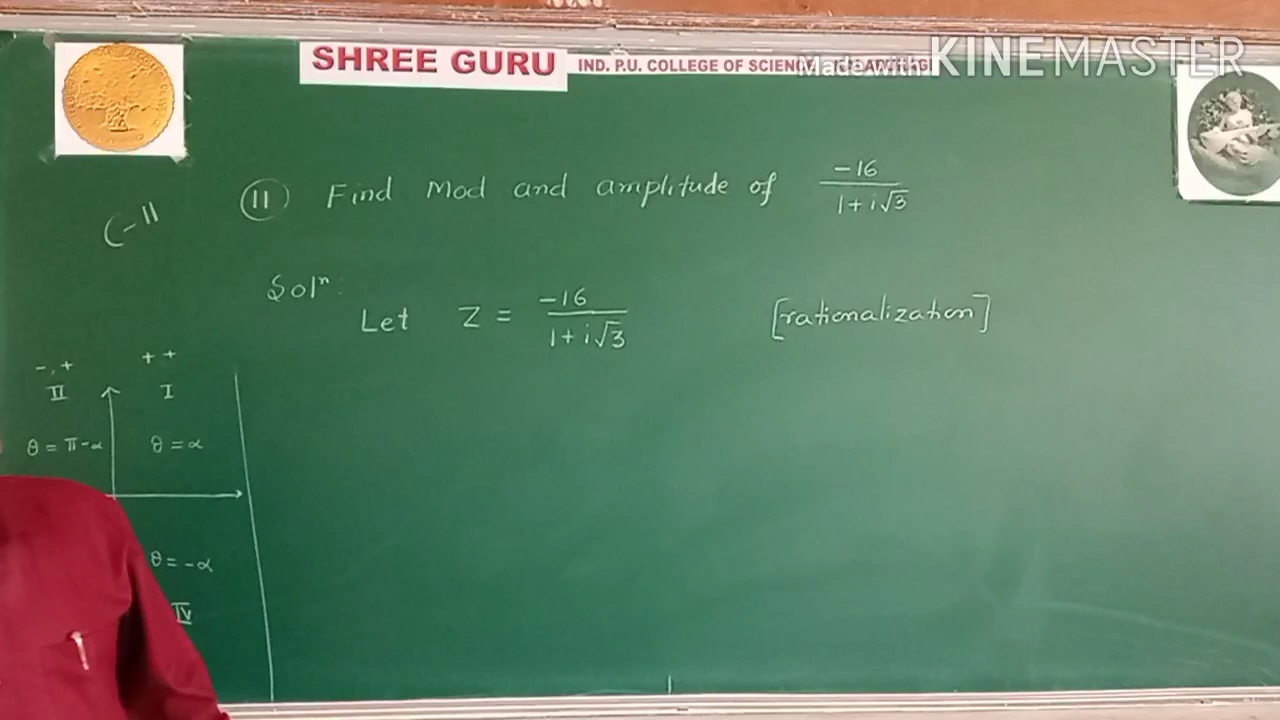 SHREE GURU
IND. P.U. COLLEGE OF SCIENCE
Made with KINEMASTER
C-11
(11) Find Mod and amplitude of -16 / 1+i√3
Solⁿ:
Let Z = -16 / 1+i√3 [rationalization]
-,+ ++
II I
θ = π-α θ = α
θ = -α
IV